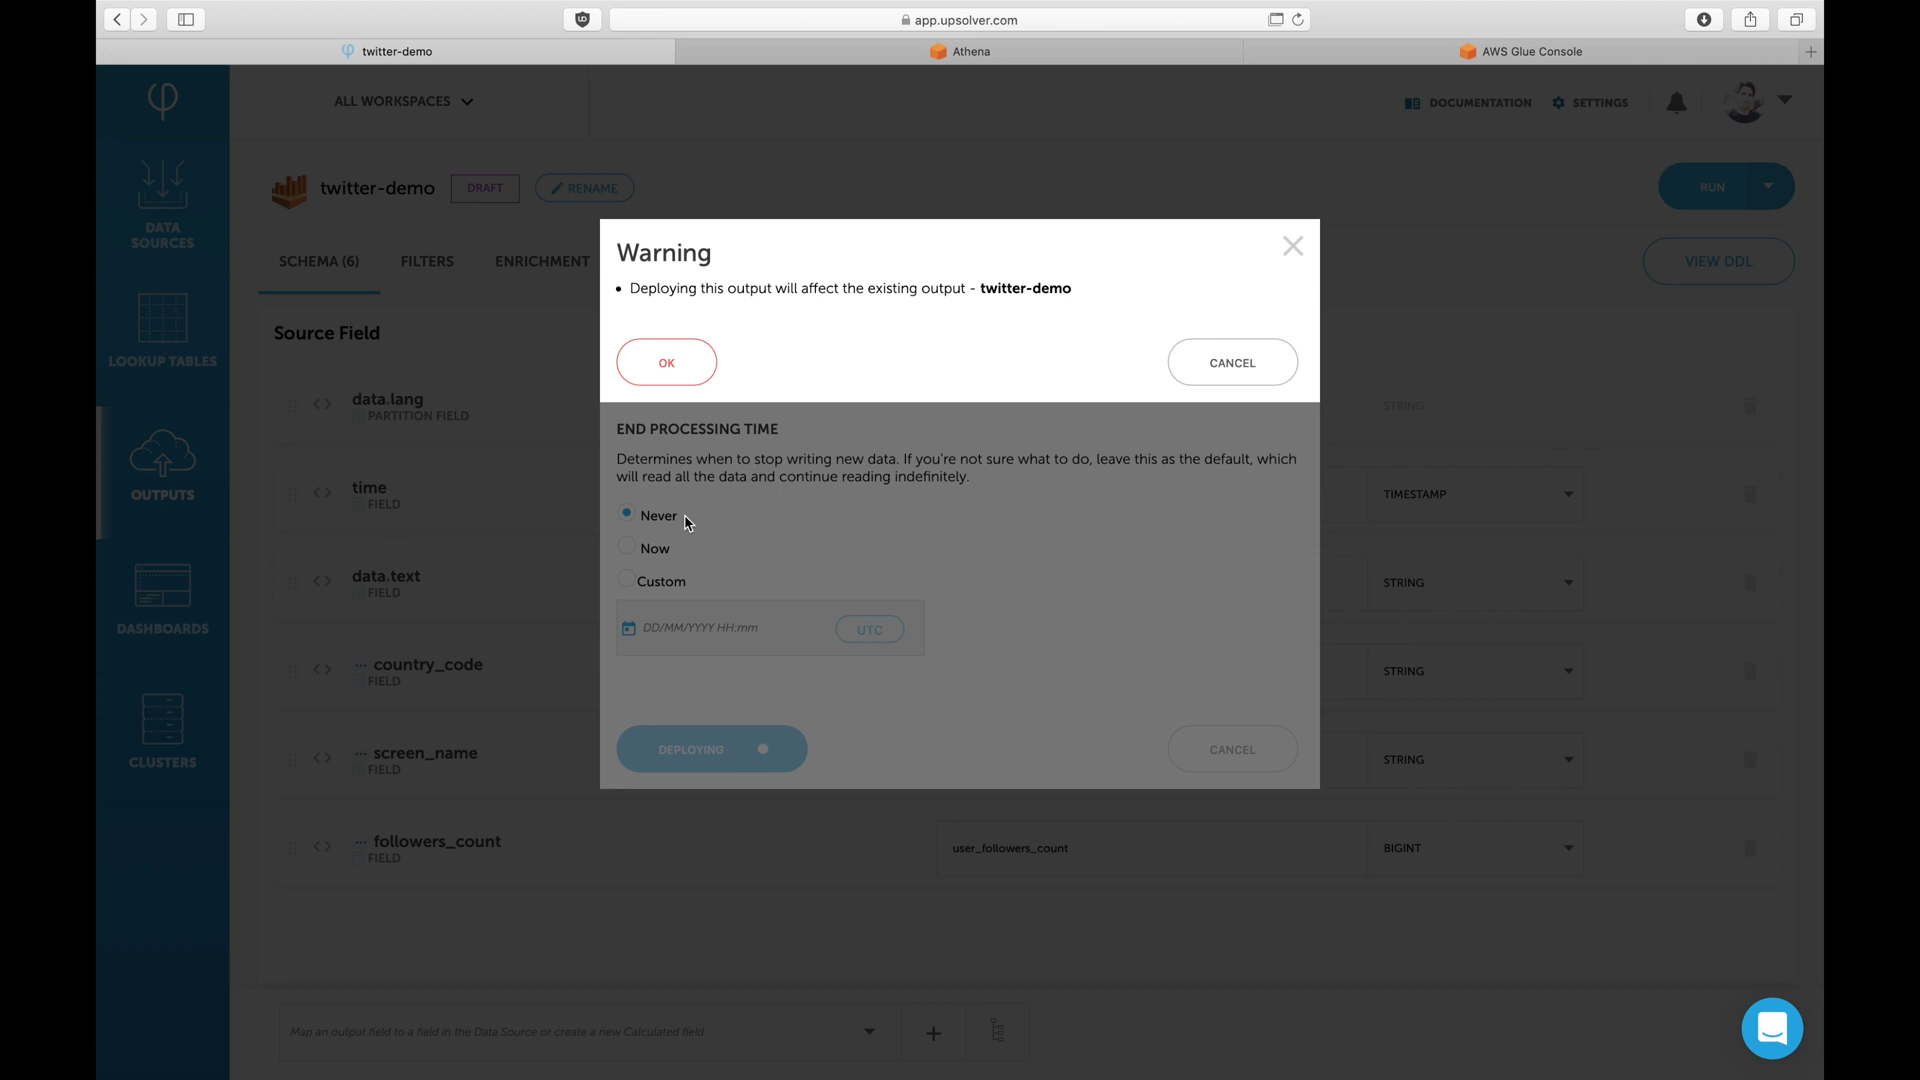 app.upsolver.com
twitter-demo
Athena
AWS Glue Console
ALL WORKSPACES
DOCUMENTATION
SETTINGS
twitter-demo
DRAFT
RENAME
RUN
SCHEMA (6)
FILTERS
ENRICHMENT
VIEW DDL
DATA
SOURCES
LOOKUP TABLES
OUTPUTS
DASHBOARDS
CLUSTERS
Warning
Deploying this output will affect the existing output - twitter-demo
OK
CANCEL
END PROCESSING TIME
Determines when to stop writing new data. If you're not sure what to do, leave this as the default, which
will read all the data and continue reading indefinitely.
Never
Now
Custom
DD/MM/YYYY HH:mm
UTC
DEPLOYING
CANCEL
Source Field
data.lang
PARTITION FIELD
STRING
time
FIELD
TIMESTAMP
data.text
FIELD
STRING
... country_code
FIELD
STRING
... screen_name
FIELD
STRING
... followers_count
FIELD
user_followers_count
BIGINT
Map an output field to a field in the Data Source or create a new Calculated field